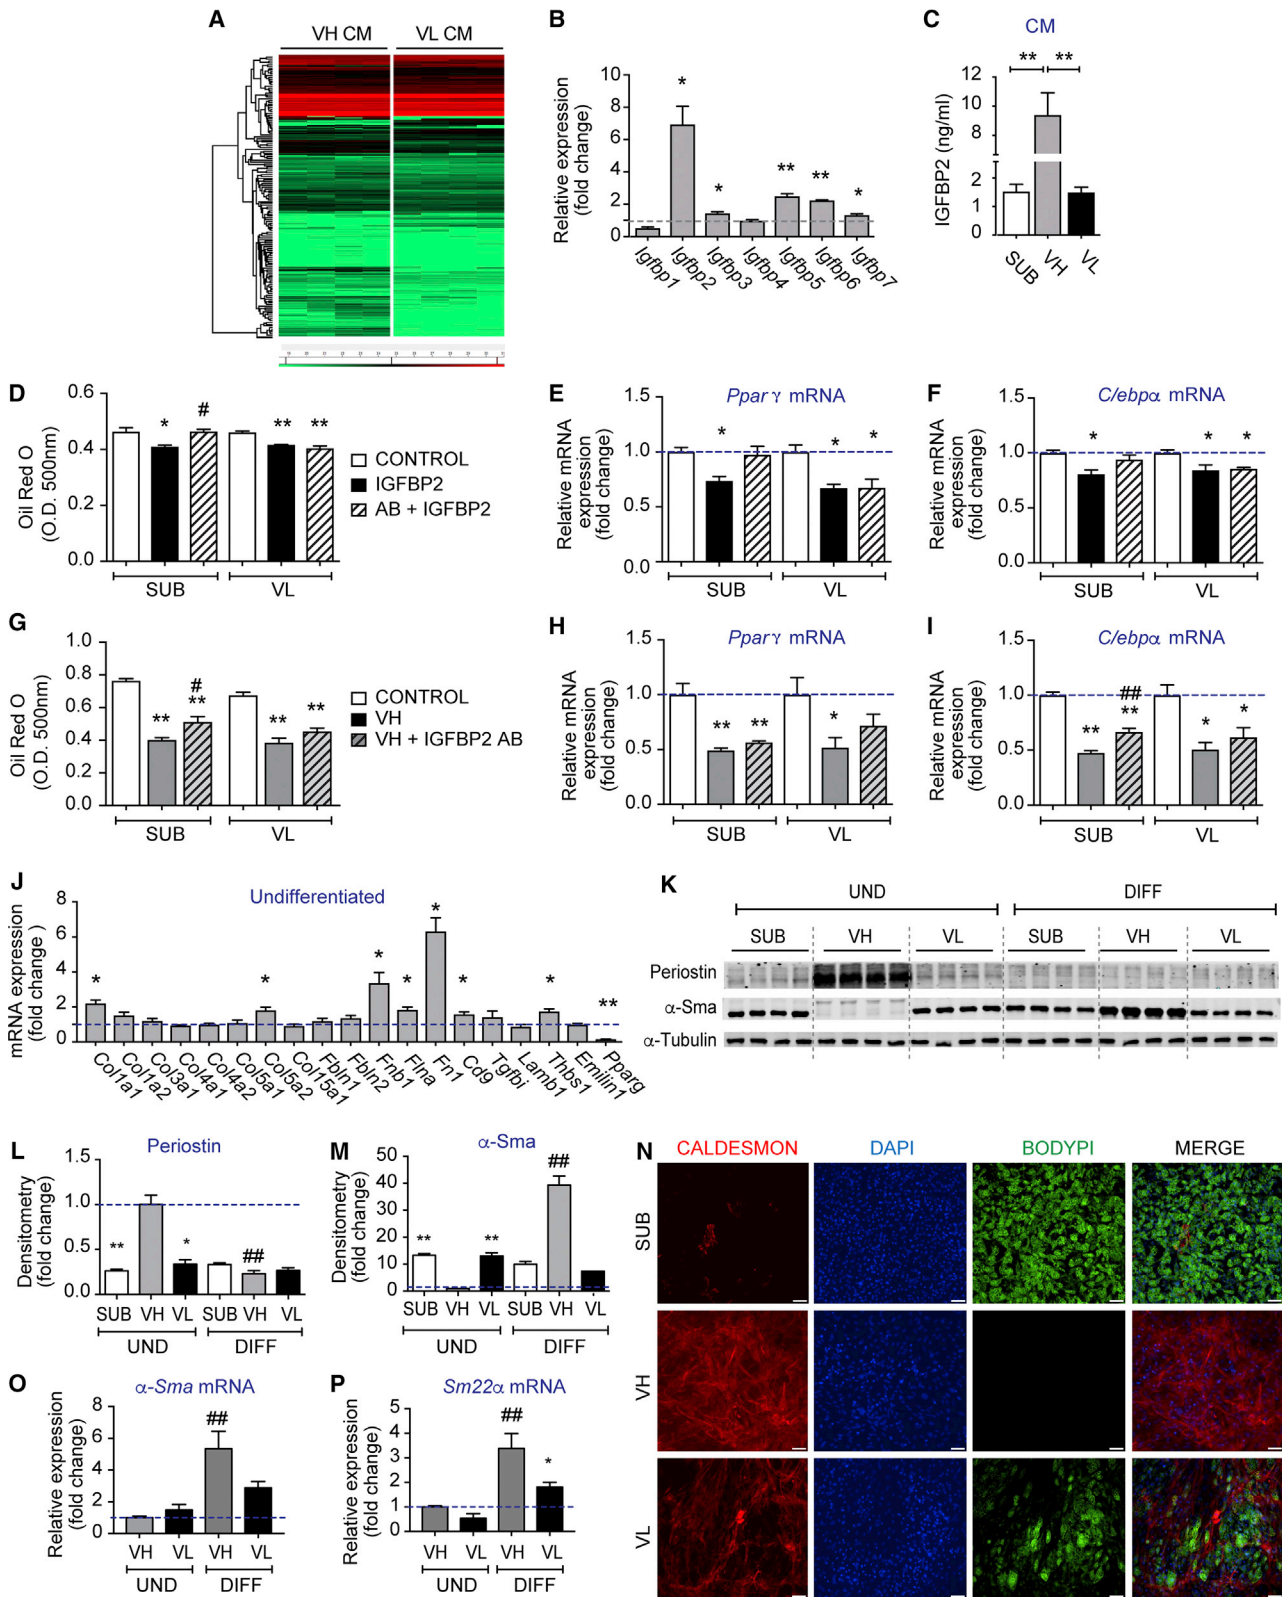 A
VH CM
VL CM
B
Relative expression
(fold change)
10
8
6
4
2
0
*
*
**
**
*
Igfbp1
Igfbp2
Igfbp3
Igfbp4
Igfbp5
Igfbp6
Igfbp7
C
CM
**
**
IGFBP2 (ng/ml)
12
10
8
2
1
0
SUB
VH
VL
D
Oil Red O
(O.D. 500nm)
0.6
0.4
0.2
0.0
*
#
**
**
SUB
VL
CONTROL
IGFBP2
AB + IGFBP2
E
Ppar γ mRNA
Relative mRNA
expression
(fold change)
1.5
1.0
0.5
0.0
*
*
*
SUB
VL
F
C/ebpα mRNA
Relative mRNA
expression
(fold change)
1.5
1.0
0.5
0.0
*
*
*
SUB
VL
G
Oil Red O
(O.D. 500nm)
1.0
0.8
0.6
0.4
0.0
**
#
**
**
**
SUB
VL
CONTROL
VH
VH + IGFBP2 AB
H
Ppar γ mRNA
Relative mRNA
expression
(fold change)
1.5
1.0
0.5
0.0
**
**
*
SUB
VL
I
C/ebpα mRNA
Relative mRNA
expression
(fold change)
1.5
1.0
0.5
0.0
**
##
**
*
*
SUB
VL
J
Undifferentiated
mRNA expression
(fold change)
8
6
4
2
1
0
*
*
*
*
*
*
*
**
Col1a1
Col1a2
Col3a1
Col4a1
Col4a2
Col5a1
Col5a2
Col15a1
Fbln1
Fbln2
Fnb1
Flna
Fn1
Cd9
Tgfbi
Lamb1
Thbs1
Emilin1
Pparg
K
UND
DIFF
SUB
VH
VL
SUB
VH
VL
Periostin
α-Sma
α-Tubulin
L
Periostin
Densitometry
(fold change)
1.5
1.0
0.5
0.0
**
*
##
SUB VH VL SUB VH VL
UND
DIFF
M
α-Sma
Densitometry
(fold change)
50
40
30
20
10
0
**
**
##
SUB VH VL SUB VH VL
UND
DIFF
N
CALDESMON
DAPI
BODYPI
MERGE
SUB
VH
VL
O
α-Sma mRNA
Relative expression
(fold change)
8
6
4
2
1
0
##
VH VL VH VL
UND DIFF
P
Sm22α mRNA
Relative expression
(fold change)
5
4
3
2
1
0
##
*
VH VL VH VL
UND DIFF